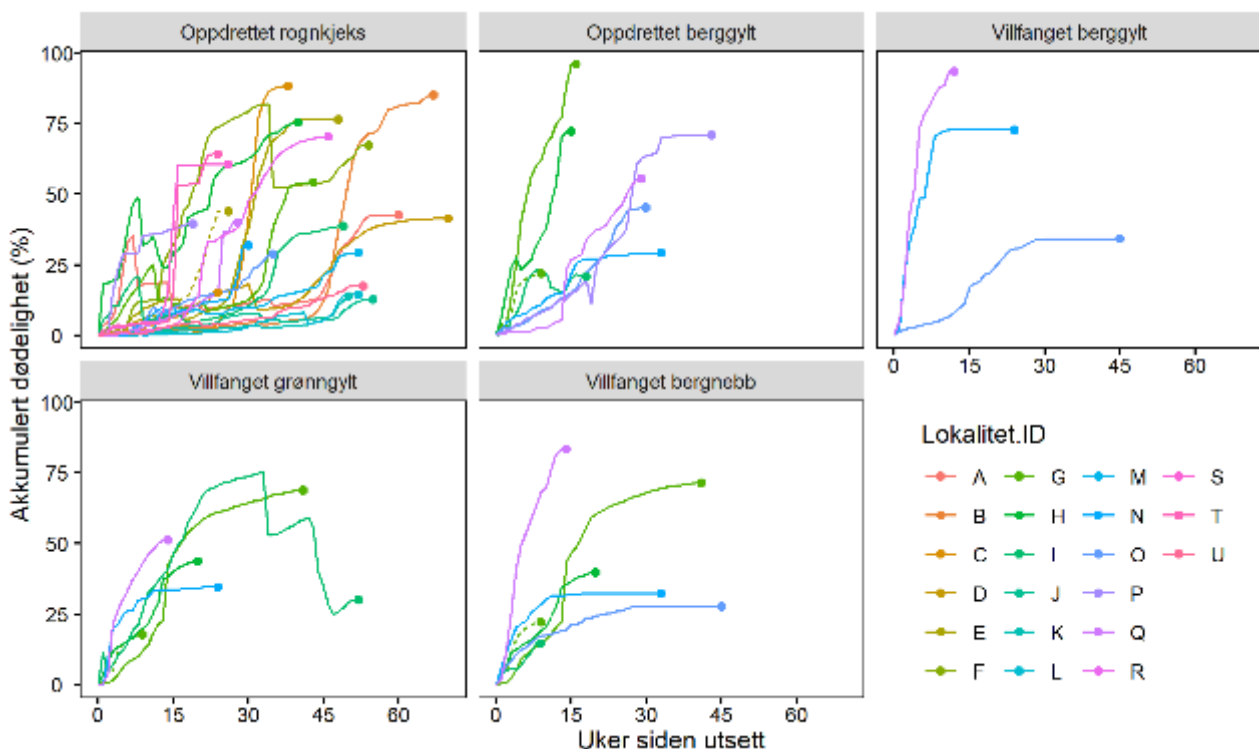 Oppdrettet rognkjeks
Oppdrettet berggylt
Villfanget berggylt
100
75
50
25
0
0 15 30 45 60
Villfanget grønngylt
Villfanget bergnebb
100
75
50
25
0
0 15 30 45 60
0 15 30 45 60
Akkumulert dødelighet (%)
Uker siden utsett
Lokalitet.ID
A G M S
B H N T
C I O U
D J P
E K Q
F L R